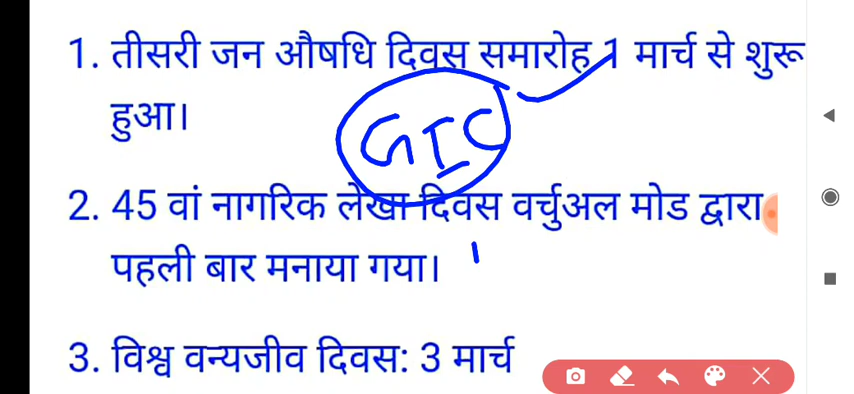 1. तीसरी जन औषधि दिवस समारोह 1 मार्च से शुरू
हुआ।
GIC
2. 45 वां नागरिक लेखा दिवस वर्चुअल मोड द्वारा
पहली बार मनाया गया।
3. विश्व वन्यजीव दिवस: 3 मार्च